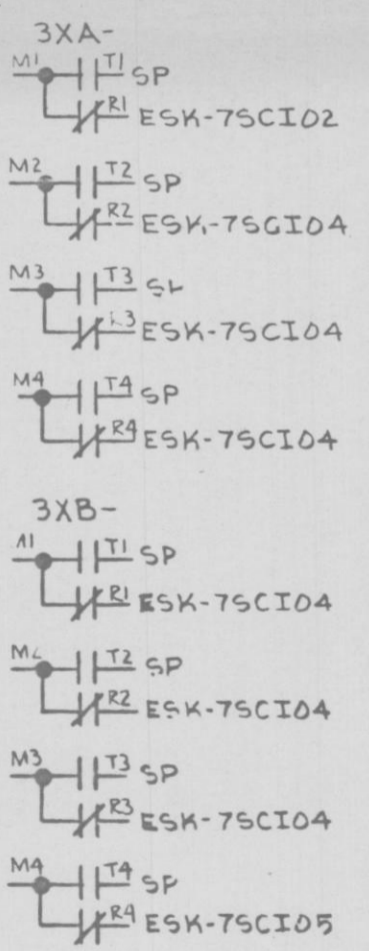 3XA-
M1 T1 SP
R1 ESK-7SCI02
M2 T2 SP
R2 ESK-7SCI04
M3 T3
ESK-7SCI04
M4 T4 SP
R4 ESK-7SCI04
3XB-
T1 SP
R1 ESK-7SCI04
T2 SP
R2 ESK-7SCI04
M3 T3 SP
R3 ESK-7SCI04
M4 T4 SP
R4 ESK-7SCI05